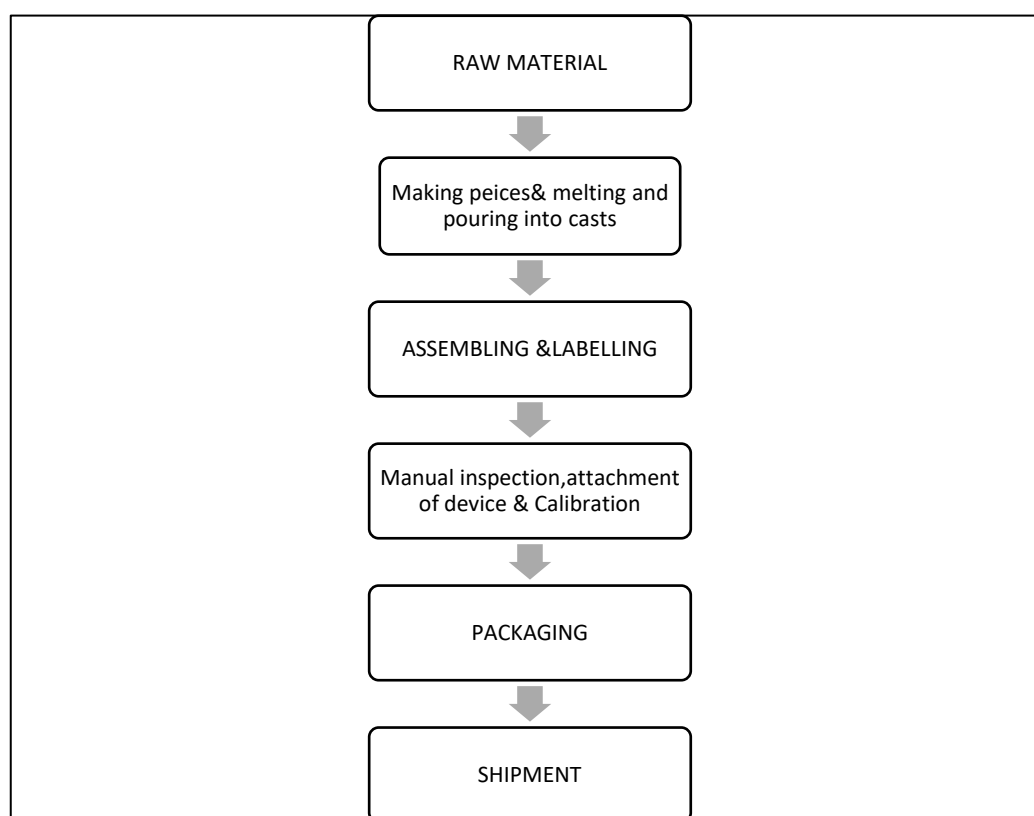 RAW MATERIAL
Making peices& melting and
pouring into casts
ASSEMBLING &LABELLING
Manual inspection,attachment
of device & Calibration
PACKAGING
SHIPMENT